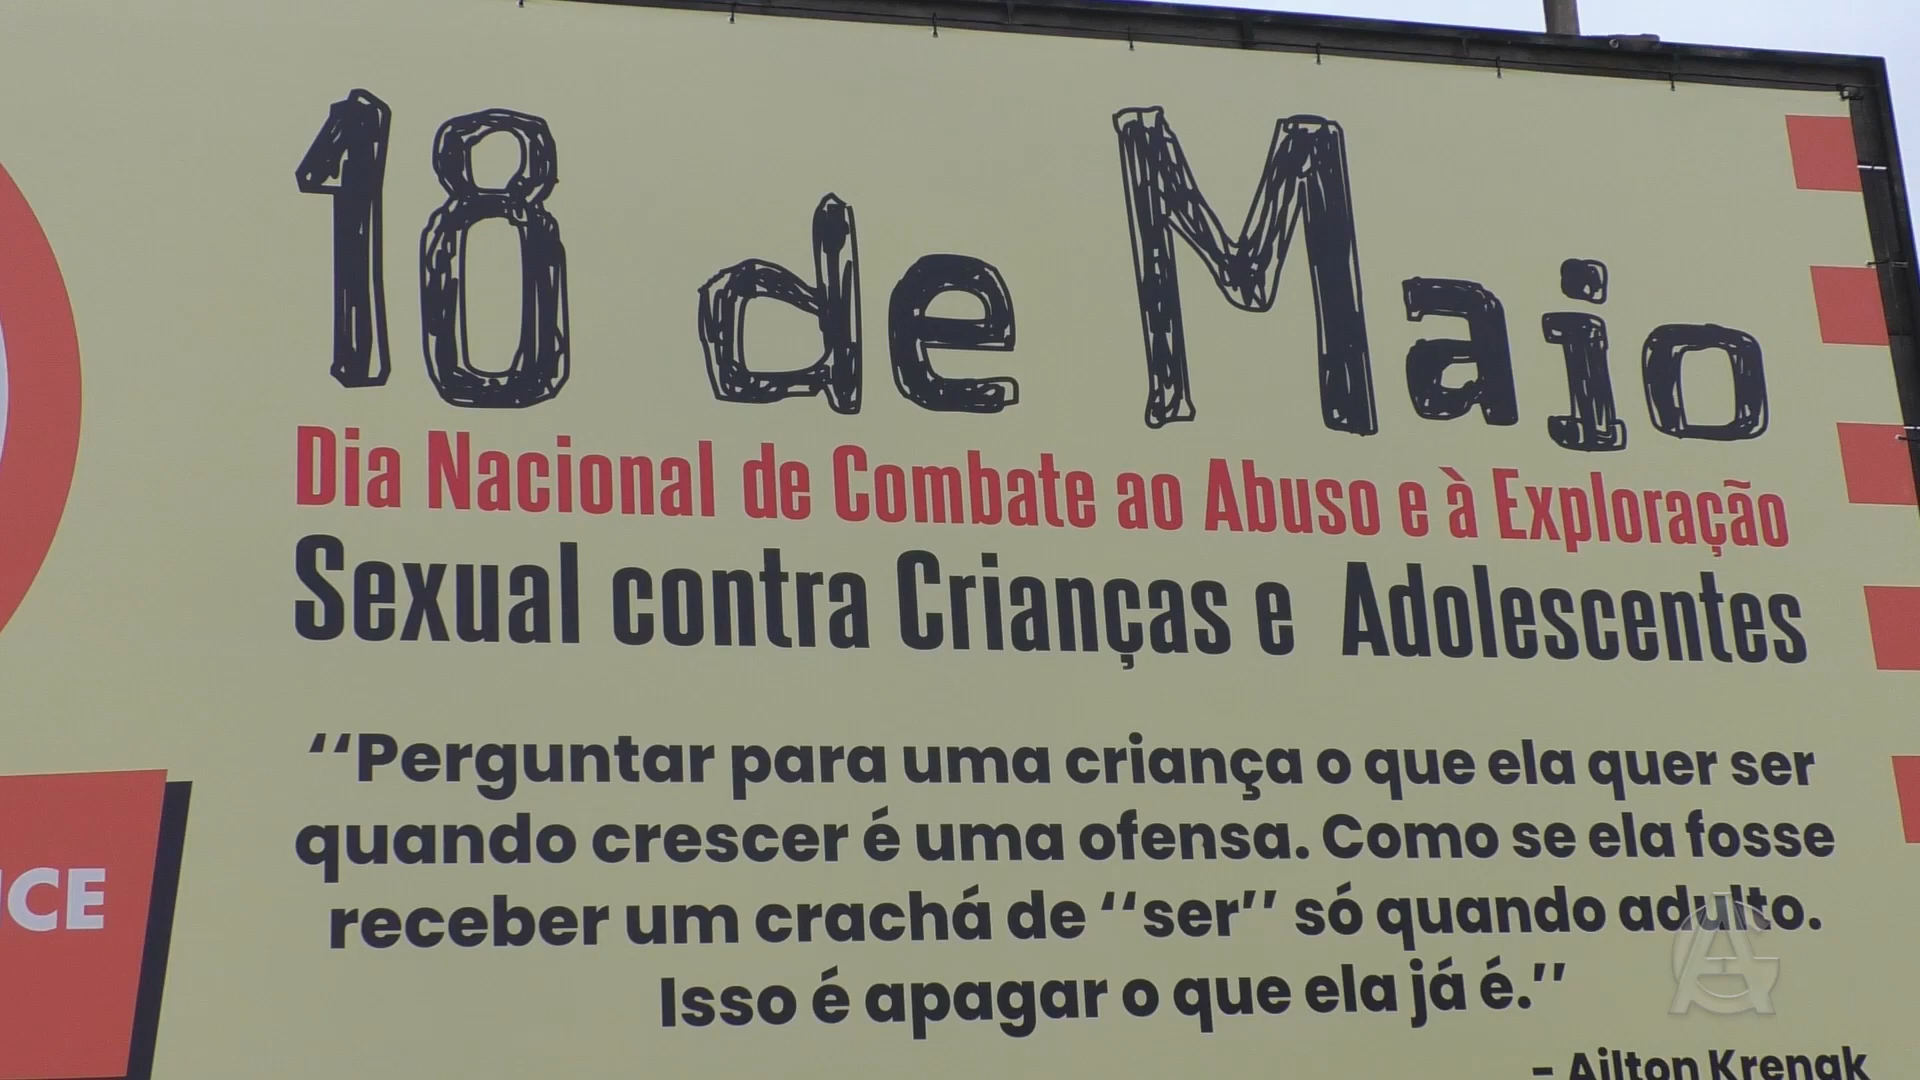 18 de Maio
Dia Nacional de Combate ao Abuso e à Exploração
Sexual contra Crianças e Adolescentes
‘‘Perguntar para uma criança o que ela quer ser
quando crescer é uma ofensa. Como se ela fosse
receber um crachá de ‘‘ser’’ só quando adulto.
Isso é apagar o que ela já é.’’
– Ailton Krenak